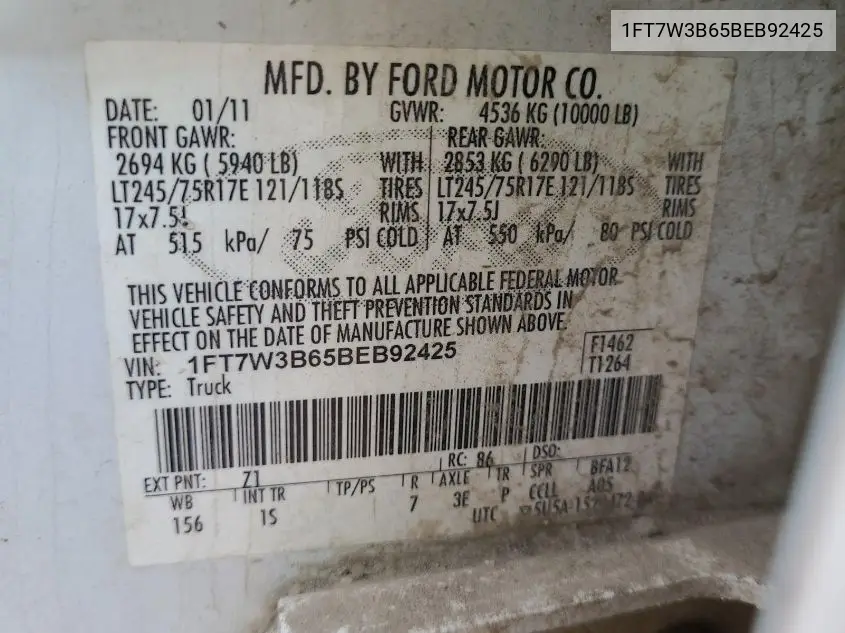 1FT7W3B65BEB92425
MFD. BY FORD MOTOR CO.
DATE: 01/11 GVWR: 4536 KG (10000 LB)
FRONT GAWR: REAR GAWR:
2694 KG ( 5940 LB) WITH 2853 KG ( 6290 LB) WITH
LT245/75R17E 121/118S TIRES LT245/75R17E 121/118S TIRES
17x7.5J RIMS 17x7.5J RIMS
AT 515 kPa/ 75 PSI COLD AT 550 kPa/ 80 PSI COLD
THIS VEHICLE CONFORMS TO ALL APPLICABLE FEDERAL MOTOR
VEHICLE SAFETY AND THEFT PREVENTION STANDARDS IN
EFFECT ON THE DATE OF MANUFACTURE SHOWN ABOVE.
VIN: 1FT7W3B65BEB92425 F1462
TYPE: Truck T1264
EXT PNT: Z1 RC: 86 DSO:
WB INT TR TP/PS R AXLE TR SPR BFA12
156 1S 7 3E P CCLL A05
UTC